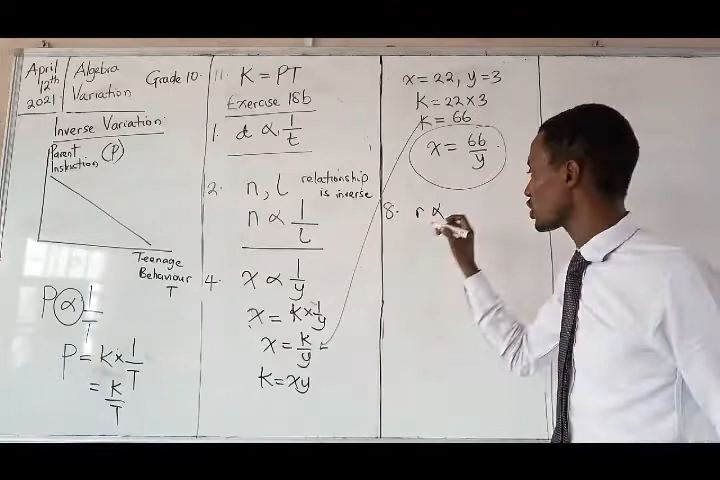 April
12th
2021
Algebra
Variation
Grade 10.
Inverse Variation.
Parent
Instruction (P)
Teenage
Behaviour
T
P ∝ 1/T
P = K × 1/T
= K/T
11. K = PT
Exercise 18b
1. d ∝ 1/t
2. n, l relationship
is inverse
n ∝ 1/l
4. x ∝ 1/y
x = K × 1/y
x = k/y
K = xy
x = 22, y = 3
K = 22 × 3
K = 66
x = 66/y
8. r ∝